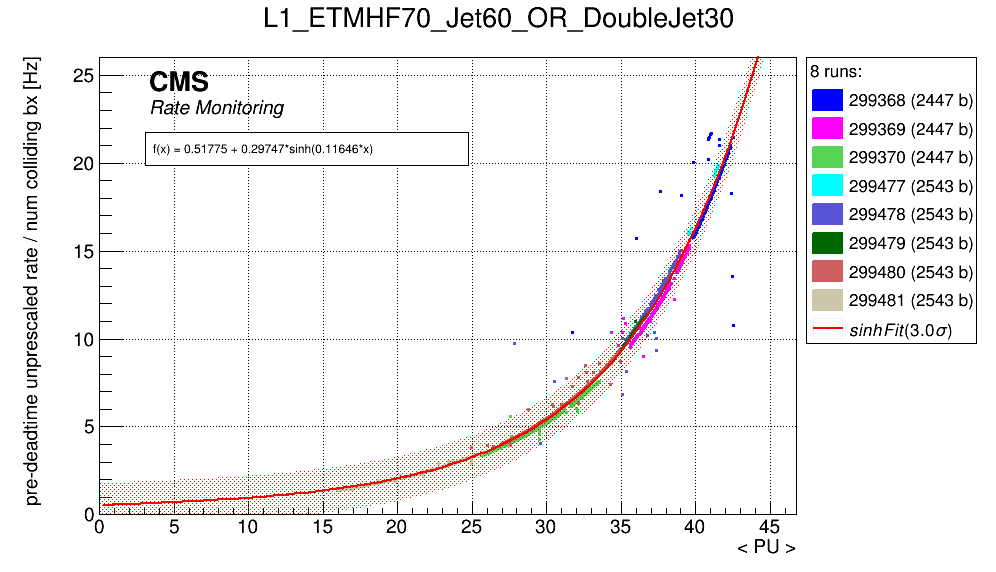 L1_ETMHF70_Jet60_OR_DoubleJet30
pre-deadtime unprescaled rate / num colliding bx [Hz]
25
20
15
10
5
0
CMS
Rate Monitoring
f(x) = 0.51775 + 0.29747*sinh(0.11646*x)
0 5 10 15 20 25 30 35 40 45
< PU >
8 runs:
299368 (2447 b)
299369 (2447 b)
299370 (2447 b)
299477 (2543 b)
299478 (2543 b)
299479 (2543 b)
299480 (2543 b)
299481 (2543 b)
sinhFit(3.0σ)